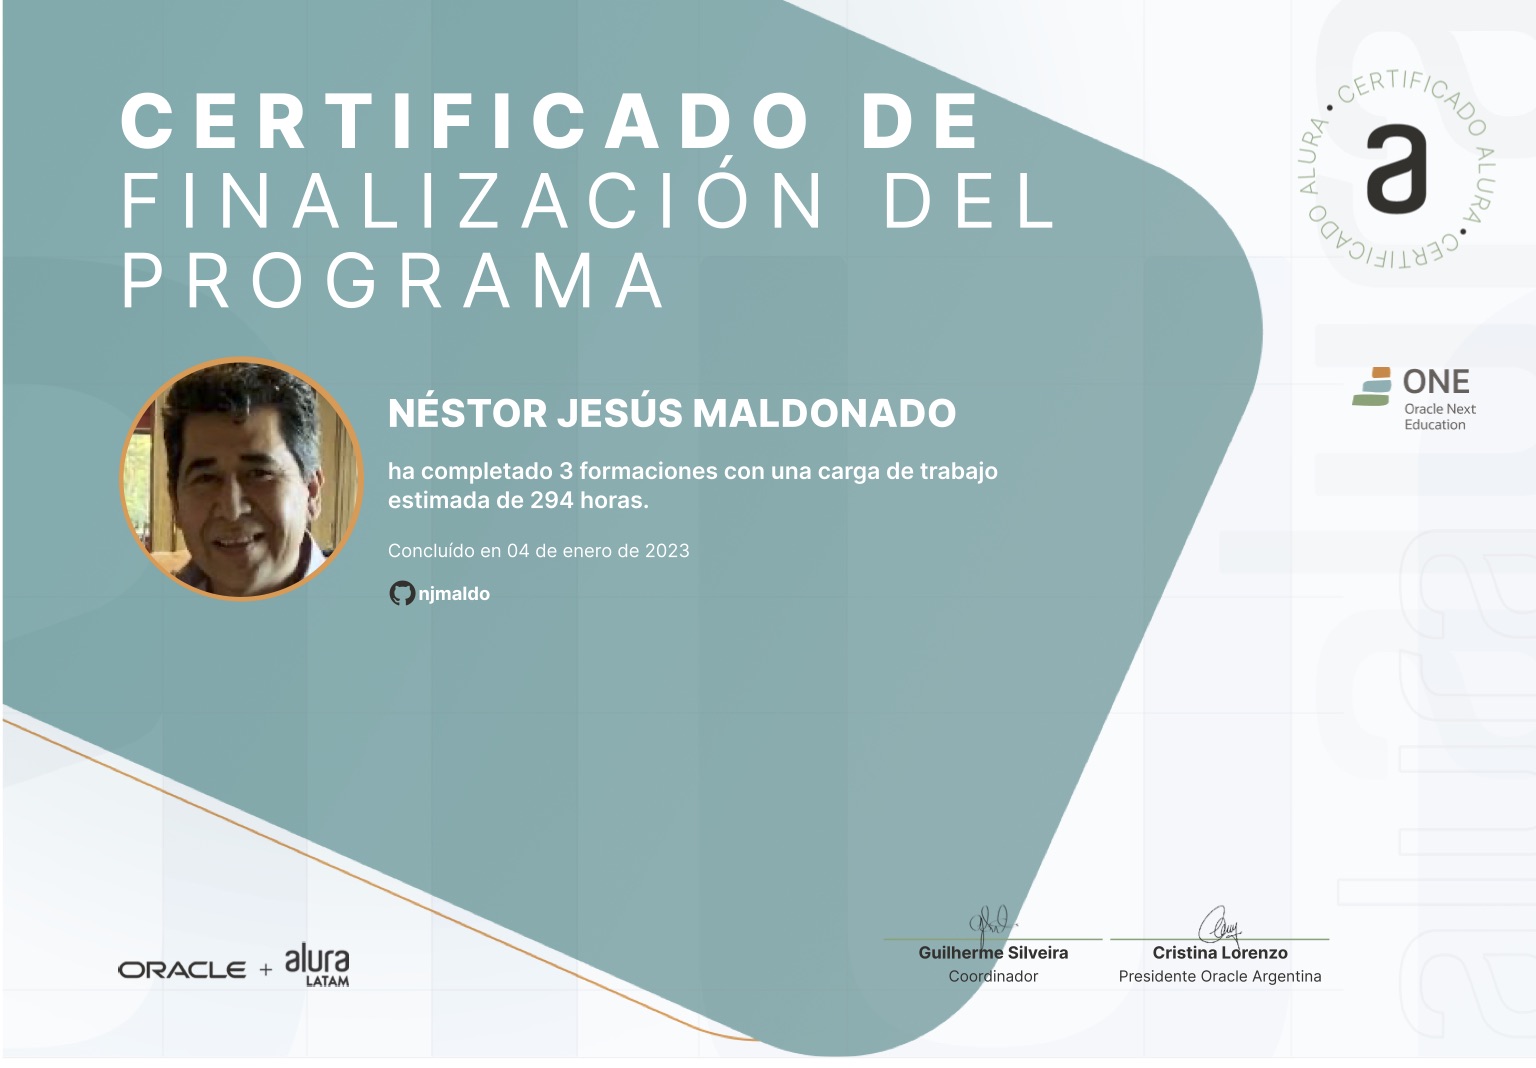 CERTIFICADO DE
FINALIZACIÓN DEL
PROGRAMA
CERTIFICADO ALURA • CERTIFICADO ALURA •
a
ONE
Oracle Next
Education
NÉSTOR JESÚS MALDONADO
ha completado 3 formaciones con una carga de trabajo
estimada de 294 horas.
Concluído en 04 de enero de 2023
njmaldo
ORACLE + alura
LATAM
Guilherme Silveira
Coordinador
Cristina Lorenzo
Presidente Oracle Argentina
alura